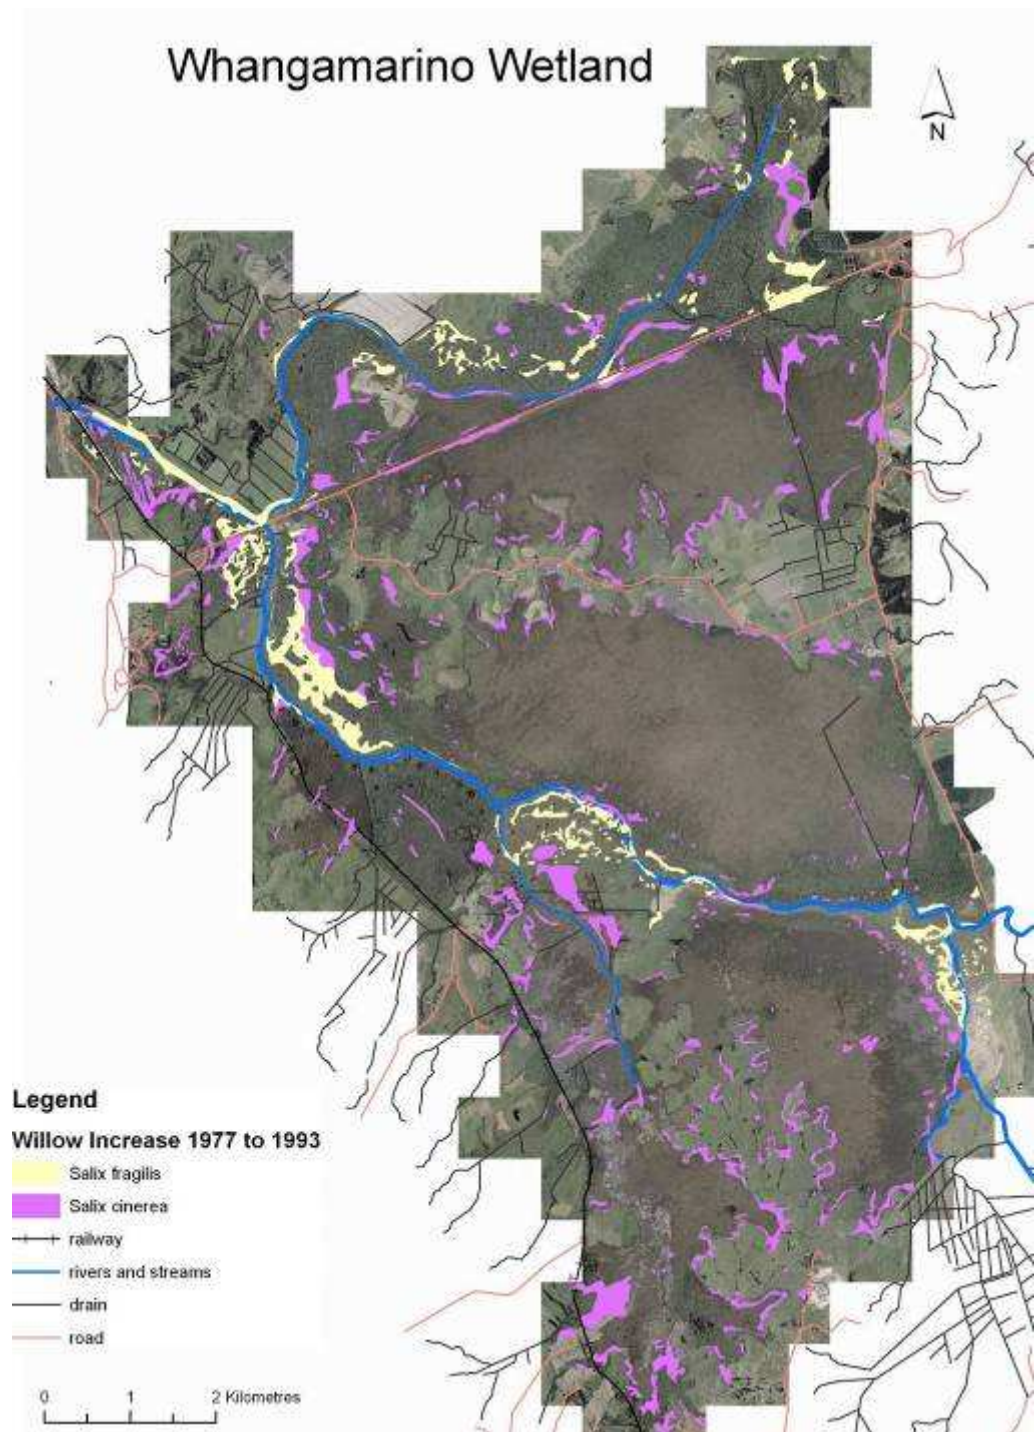 Whangamarino Wetland
N
Legend
Willow Increase 1977 to 1993
Salix fragilis
Salix cinerea
railway
rivers and streams
drain
road
0 1 2 Kilometres